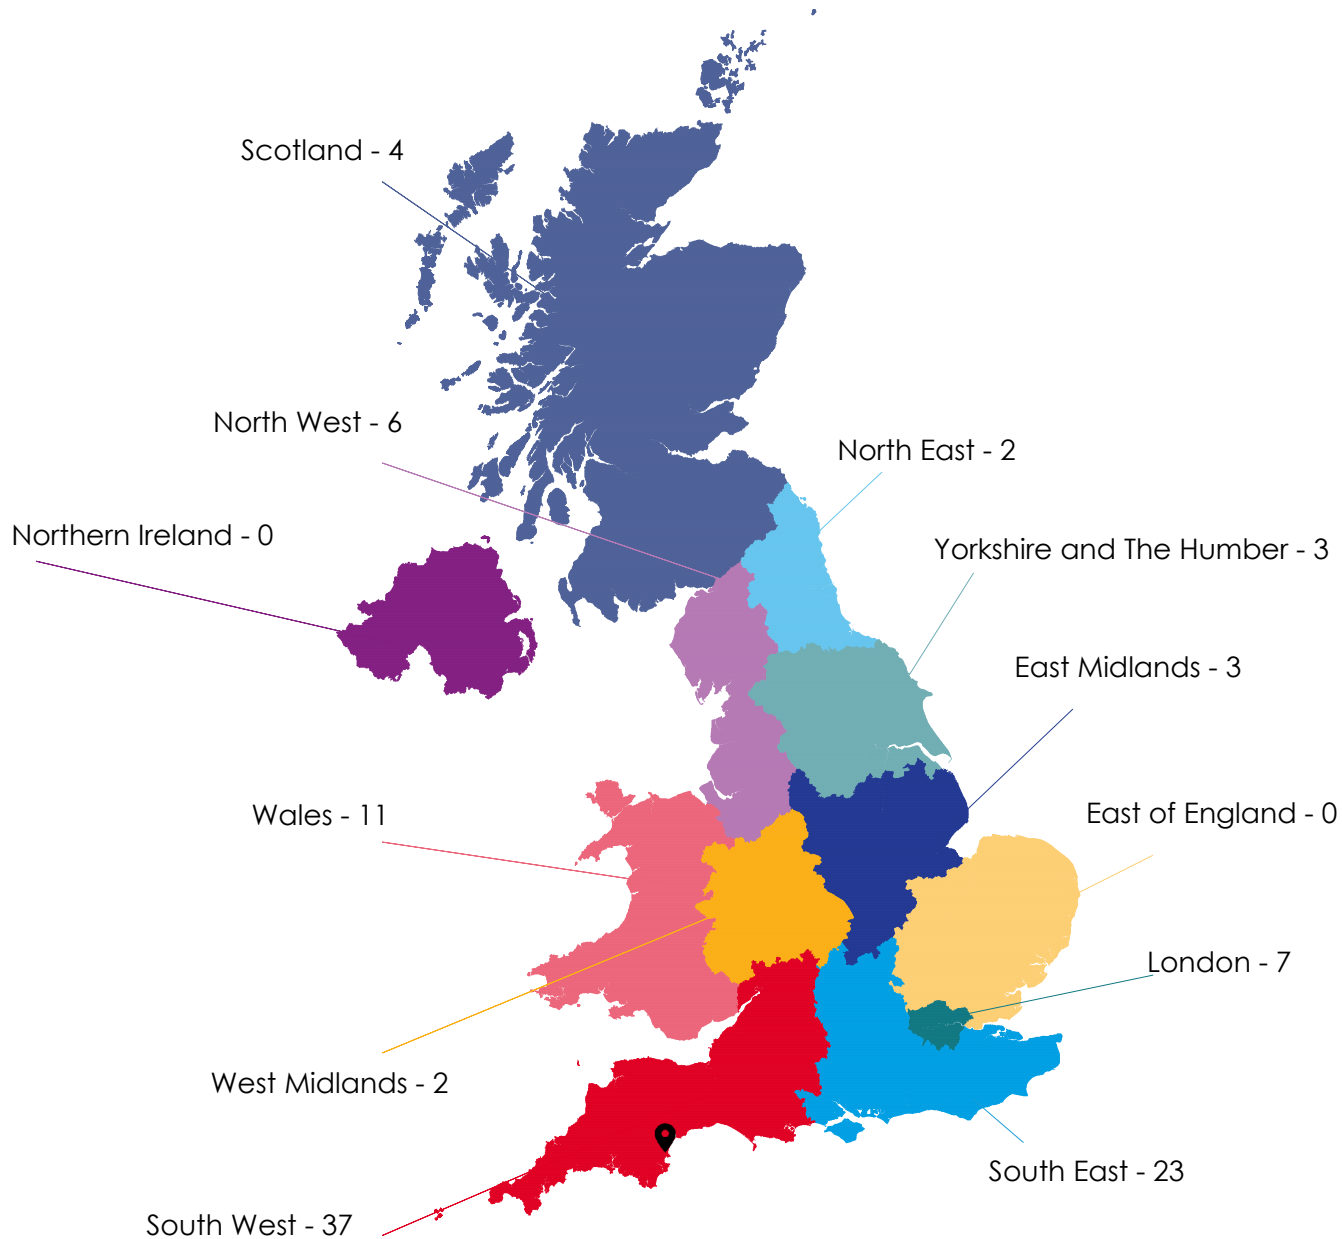 Scotland - 4
North West - 6
North East - 2
Northern Ireland - 0
Yorkshire and The Humber - 3
East Midlands - 3
Wales - 11
East of England - 0
London - 7
West Midlands - 2
South East - 23
South West - 37